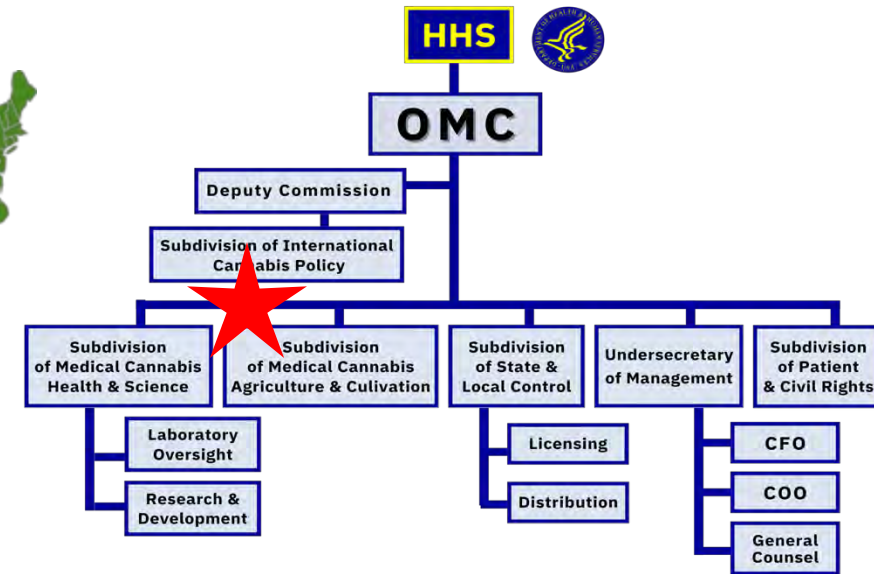 HHS
OMC
Deputy Commission
Subdivision of International
Cannabis Policy
Subdivision
of Medical Cannabis
Health & Science
Subdivision
of Medical Cannabis
Agriculture & Culivation
Subdivision
of State &
Local Control
Undersecretary
of Management
Subdivision
of Patient
& Civil Rights
Laboratory
Oversight
Research &
Development
Licensing
Distribution
CFO
COO
General
Counsel